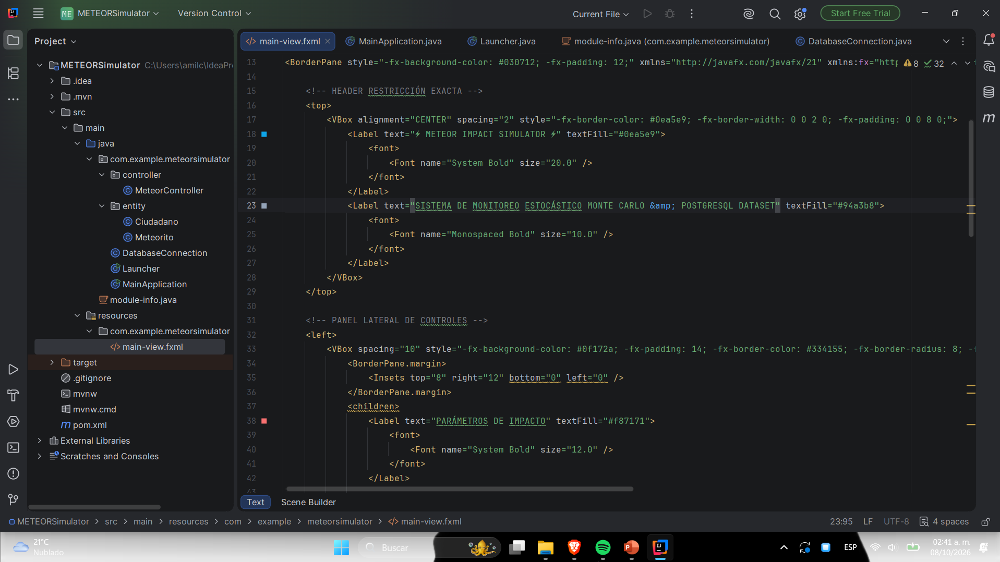 ME METEORSimulator Version Control Current File Start Free Trial
Project
main-view.fxml MainApplication.java Launcher.java module-info.java (com.example.meteorsimulator) DatabaseConnection.java
METEORSimulator C:\Users\amilc\IdeaPr
.idea
.mvn
src
main
java
com.example.meteorsimulator
controller
MeteorController
entity
Ciudadano
Meteorito
DatabaseConnection
Launcher
MainApplication
module-info.java
resources
com.example.meteorsimulator
main-view.fxml
target
.gitignore
mvnw
mvnw.cmd
pom.xml
External Libraries
Scratches and Consoles
8 32
13 <BorderPane style="-fx-background-color: #030712; -fx-padding: 12;" xmlns="http://javafx.com/javafx/21" xmlns:fx="http
14
15 <!-- HEADER RESTRICCIÓN EXACTA -->
16 <top>
17 <VBox alignment="CENTER" spacing="2" style="-fx-border-color: #0ea5e9; -fx-border-width: 0 0 2 0; -fx-padding: 0 0 8 0;">
18 <Label text="⚡ METEOR IMPACT SIMULATOR ⚡" textFill="#0ea5e9">
19 <font>
20 <Font name="System Bold" size="20.0" />
21 </font>
22 </Label>
23 <Label text="SISTEMA DE MONITOREO ESTOCÁSTICO MONTE CARLO &amp; POSTGRESQL DATASET" textFill="#94a3b8">
24 <font>
25 <Font name="Monospaced Bold" size="10.0" />
26 </font>
27 </Label>
28 </VBox>
29 </top>
30
31 <!-- PANEL LATERAL DE CONTROLES -->
32 <left>
33 <VBox spacing="10" style="-fx-background-color: #0f172a; -fx-padding: 14; -fx-border-color: #334155; -fx-border-radius: 8; -f
34 <BorderPane.margin>
35 <Insets top="8" right="12" bottom="0" left="0" />
36 </BorderPane.margin>
37 <children>
38 <Label text="PARÁMETROS DE IMPACTO" textFill="#f87171">
39 <font>
40 <Font name="System Bold" size="12.0" />
41 </font>
42 </Label>
43
Text Scene Builder
METEORSimulator > src > main > resources > com > example > meteorsimulator > main-view.fxml 23:95 LF UTF-8 4 spaces
21°C
Nublado
Buscar
ESP
02:41 a. m.
08/10/2026